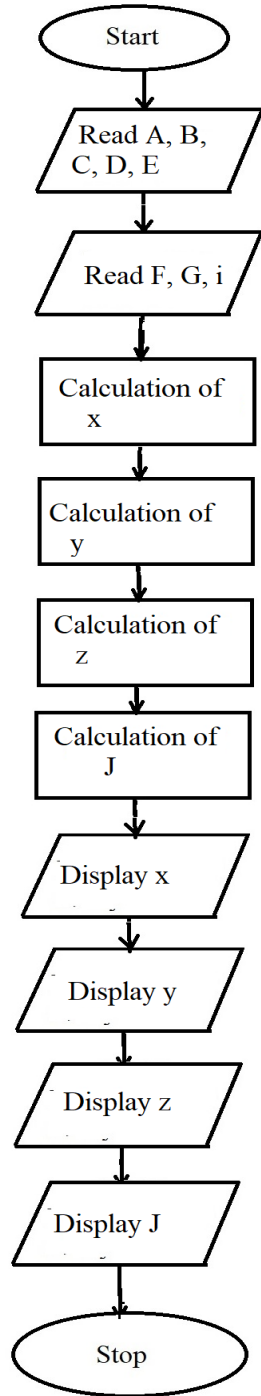 Start
Read A, B,
C, D, E
Read F, G, i
Calculation of
x
Calculation of
y
Calculation of
z
Calculation of
J
Display x
Display y
Display z
Display J
Stop